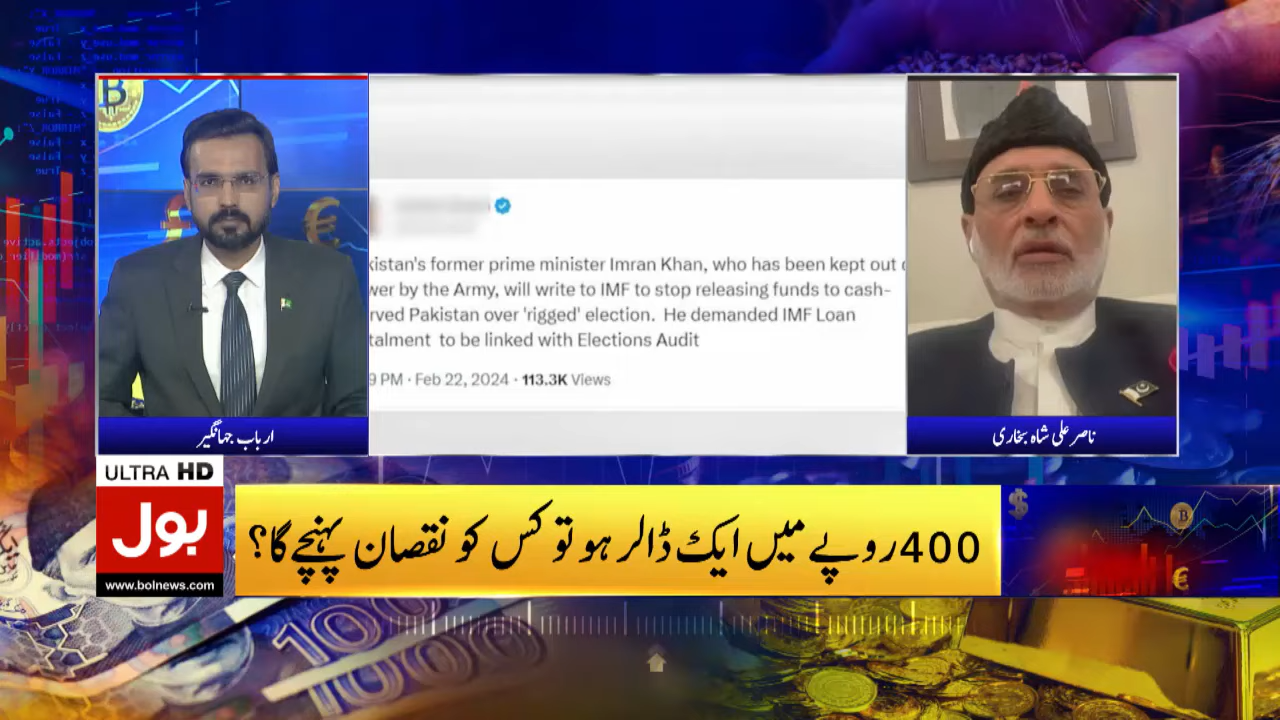 kistan's former prime minister Imran Khan, who has been kept out
wer by the Army, will write to IMF to stop releasing funds to cash-
rved Pakistan over 'rigged' election. He demanded IMF Loan
talment to be linked with Elections Audit
9 PM · Feb 22, 2024 · 113.3K Views
ارباب جہانگیر
ناصر علی شاہ بخاری
ULTRA HD
بول
www.bolnews.com
400 روپے میں ایک ڈالر ہو تو کس کو نقصان پہنچے گا؟